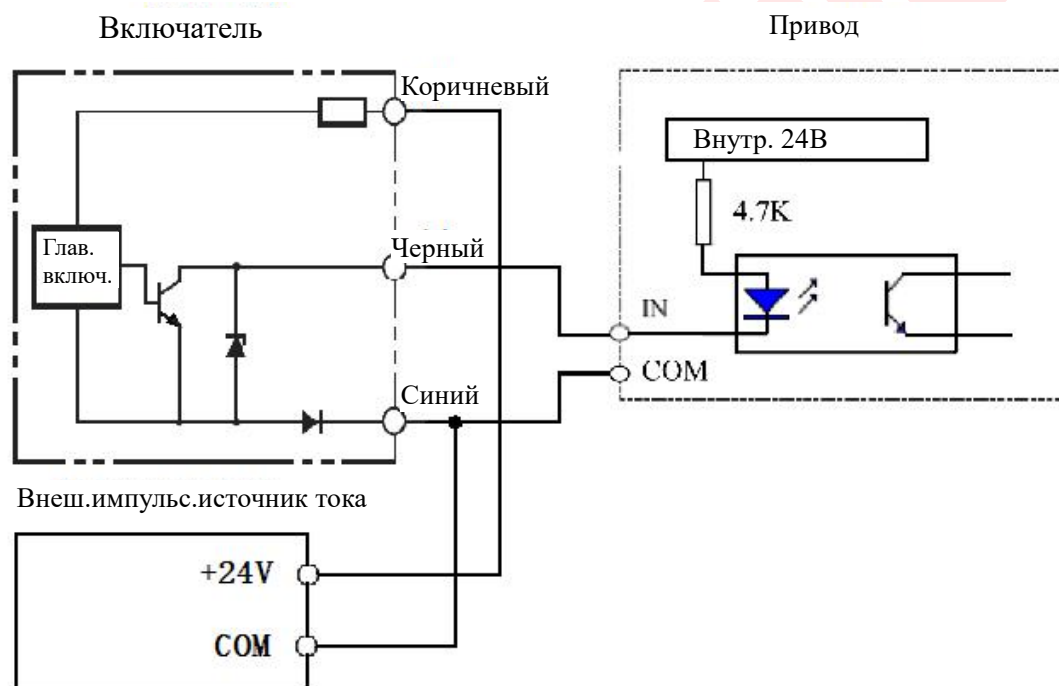 Включатель
Привод
Коричневый
Внутр. 24В
4.7K
Глав.
включ.
Черный
IN
COM
Синий
Внеш.импульс.источник тока
+24V
COM